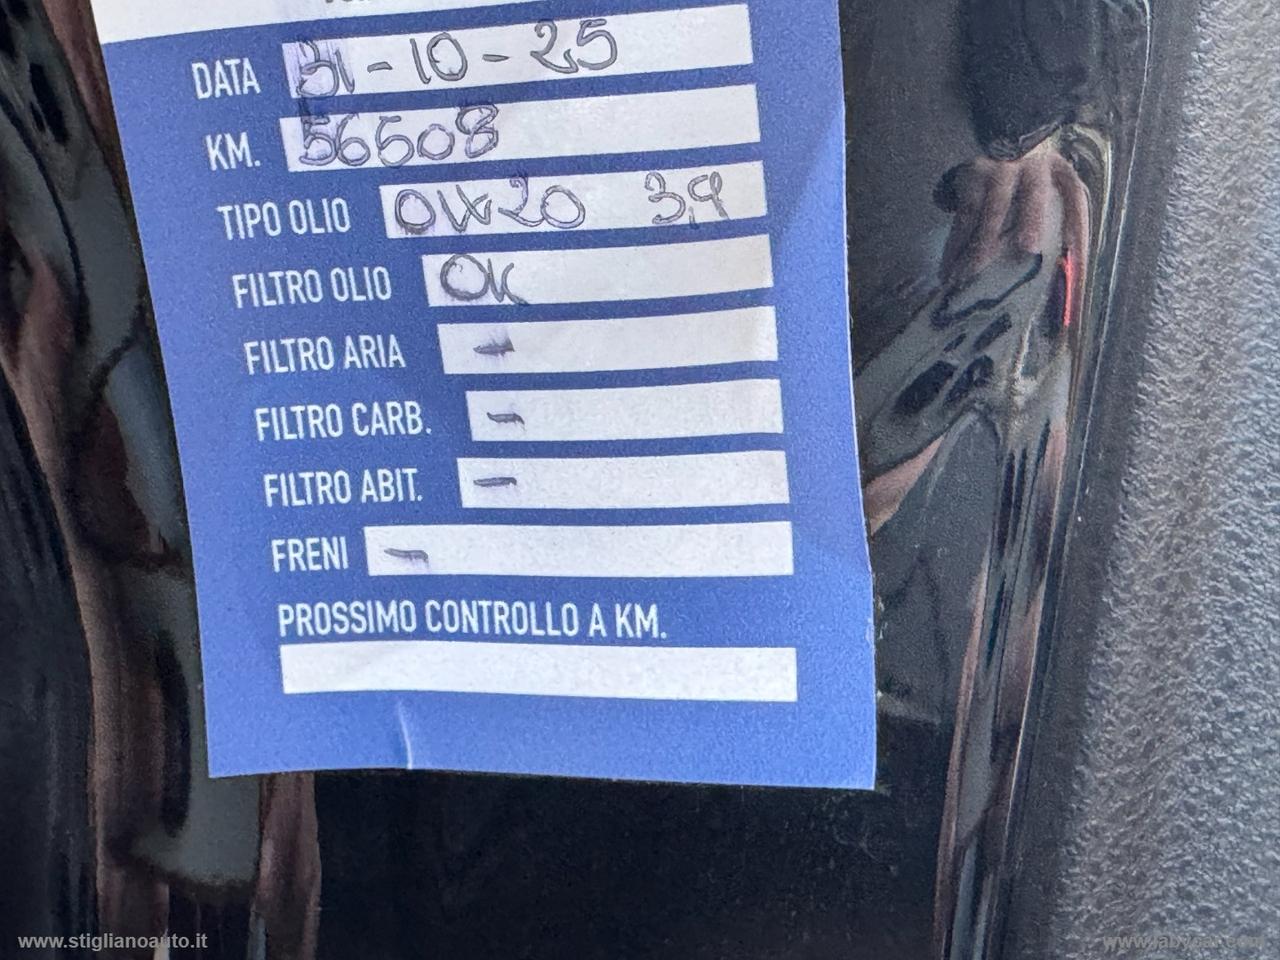 DATA 31-10-25
KM. 56508
TIPO OLIO 0W20 3,9
FILTRO OLIO OK
FILTRO ARIA -
FILTRO CARB. -
FILTRO ABIT. -
FRENI -
PROSSIMO CONTROLLO A KM.
www.stiglianoauto.it